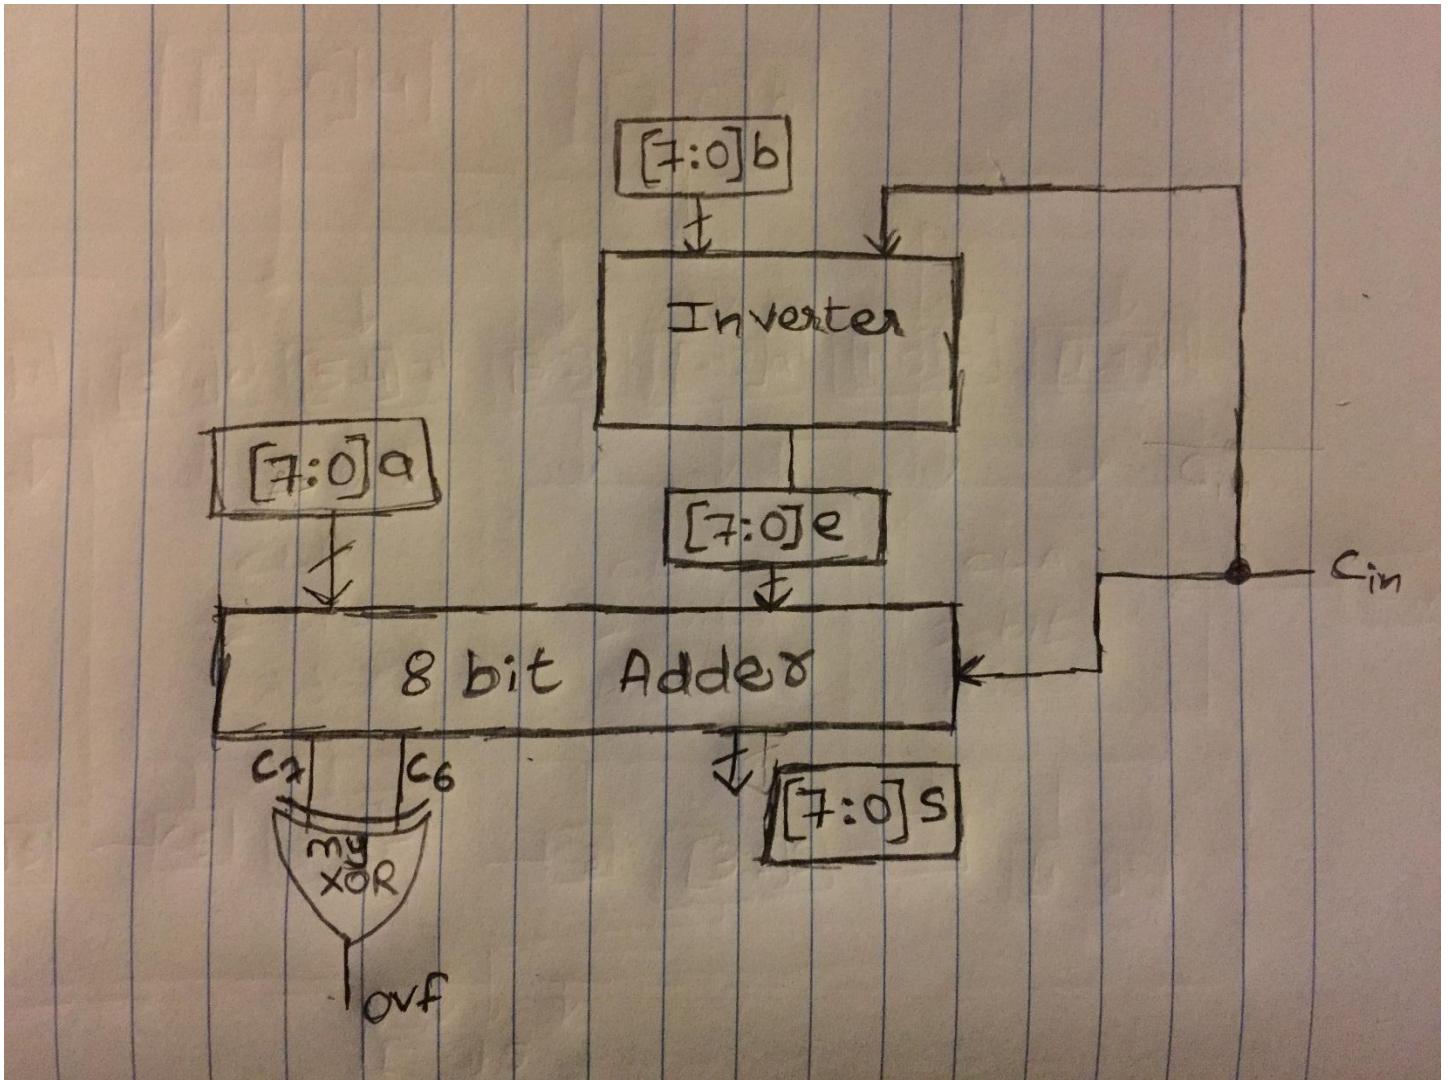 [7:0]b
Inverter
[7:0]a
[7:0]e
Cin
8 bit Adder
C7
C6
my
XOR
[7:0]S
ovf